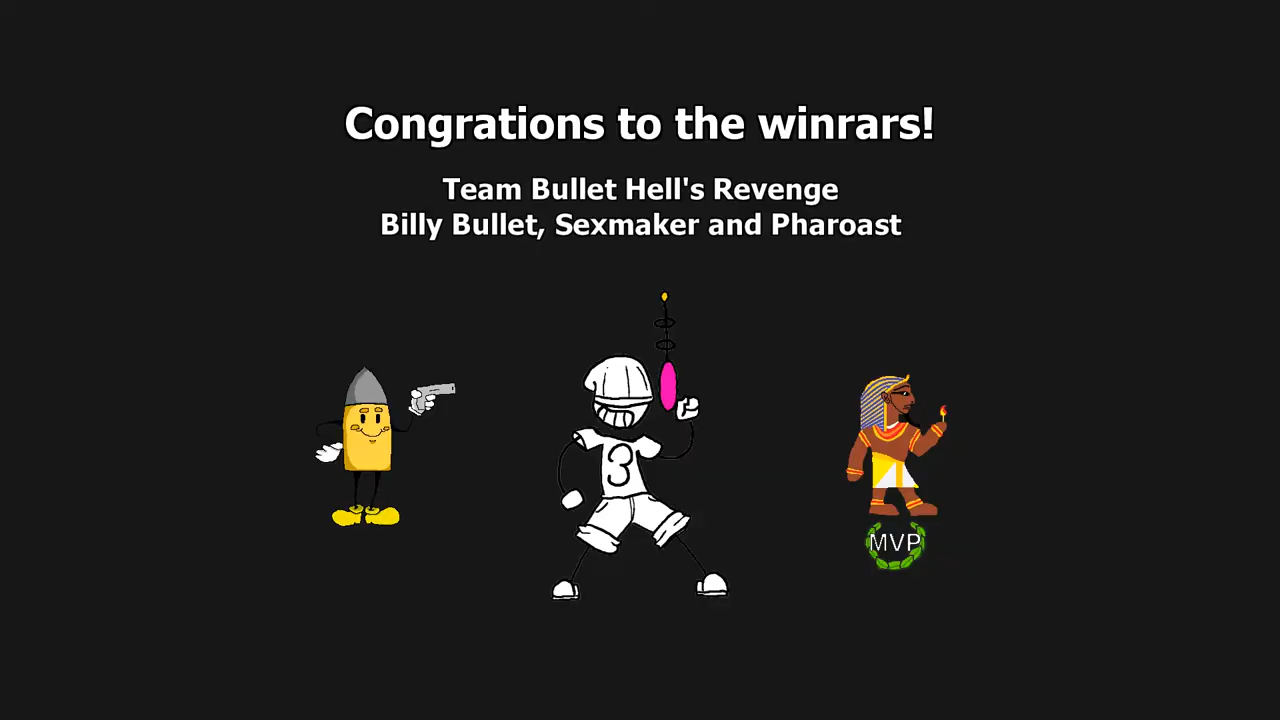 Congrations to the winrars!
Team Bullet Hell's Revenge
Billy Bullet, Sexmaker and Pharoast
3
MVP